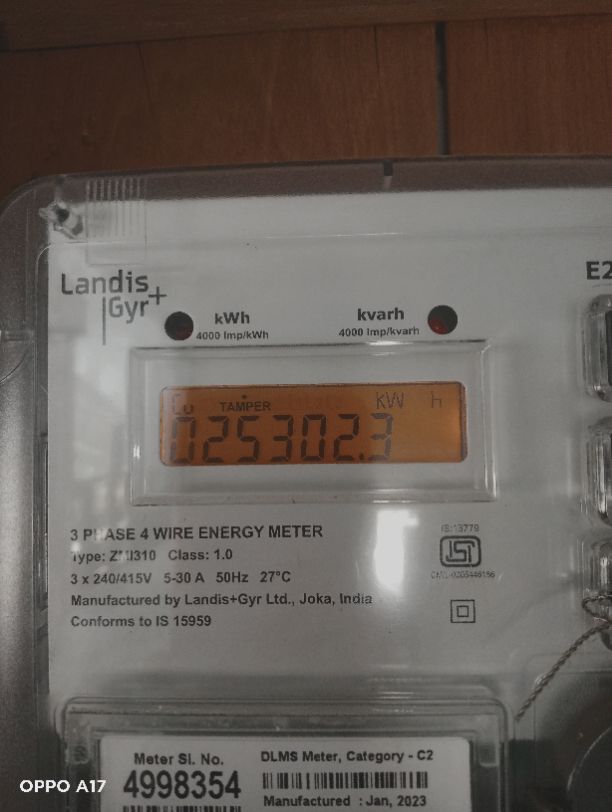 E2
Landis
Gyr+
kWh
4000 Imp/kWh
kvarh
4000 Imp/kvarh
Cu TAMPER kW h
025302.3
3 PHASE 4 WIRE ENERGY METER
Type: ZMI310 Class: 1.0
3 x 240/415V 5-30 A 50Hz 27°C
Manufactured by Landis+Gyr Ltd., Joka, India
Conforms to IS 15959
IS:13779
ISI
Meter Sl. No.
4998354
DLMS Meter, Category - C2
Manufactured : Jan, 2023
OPPO A17